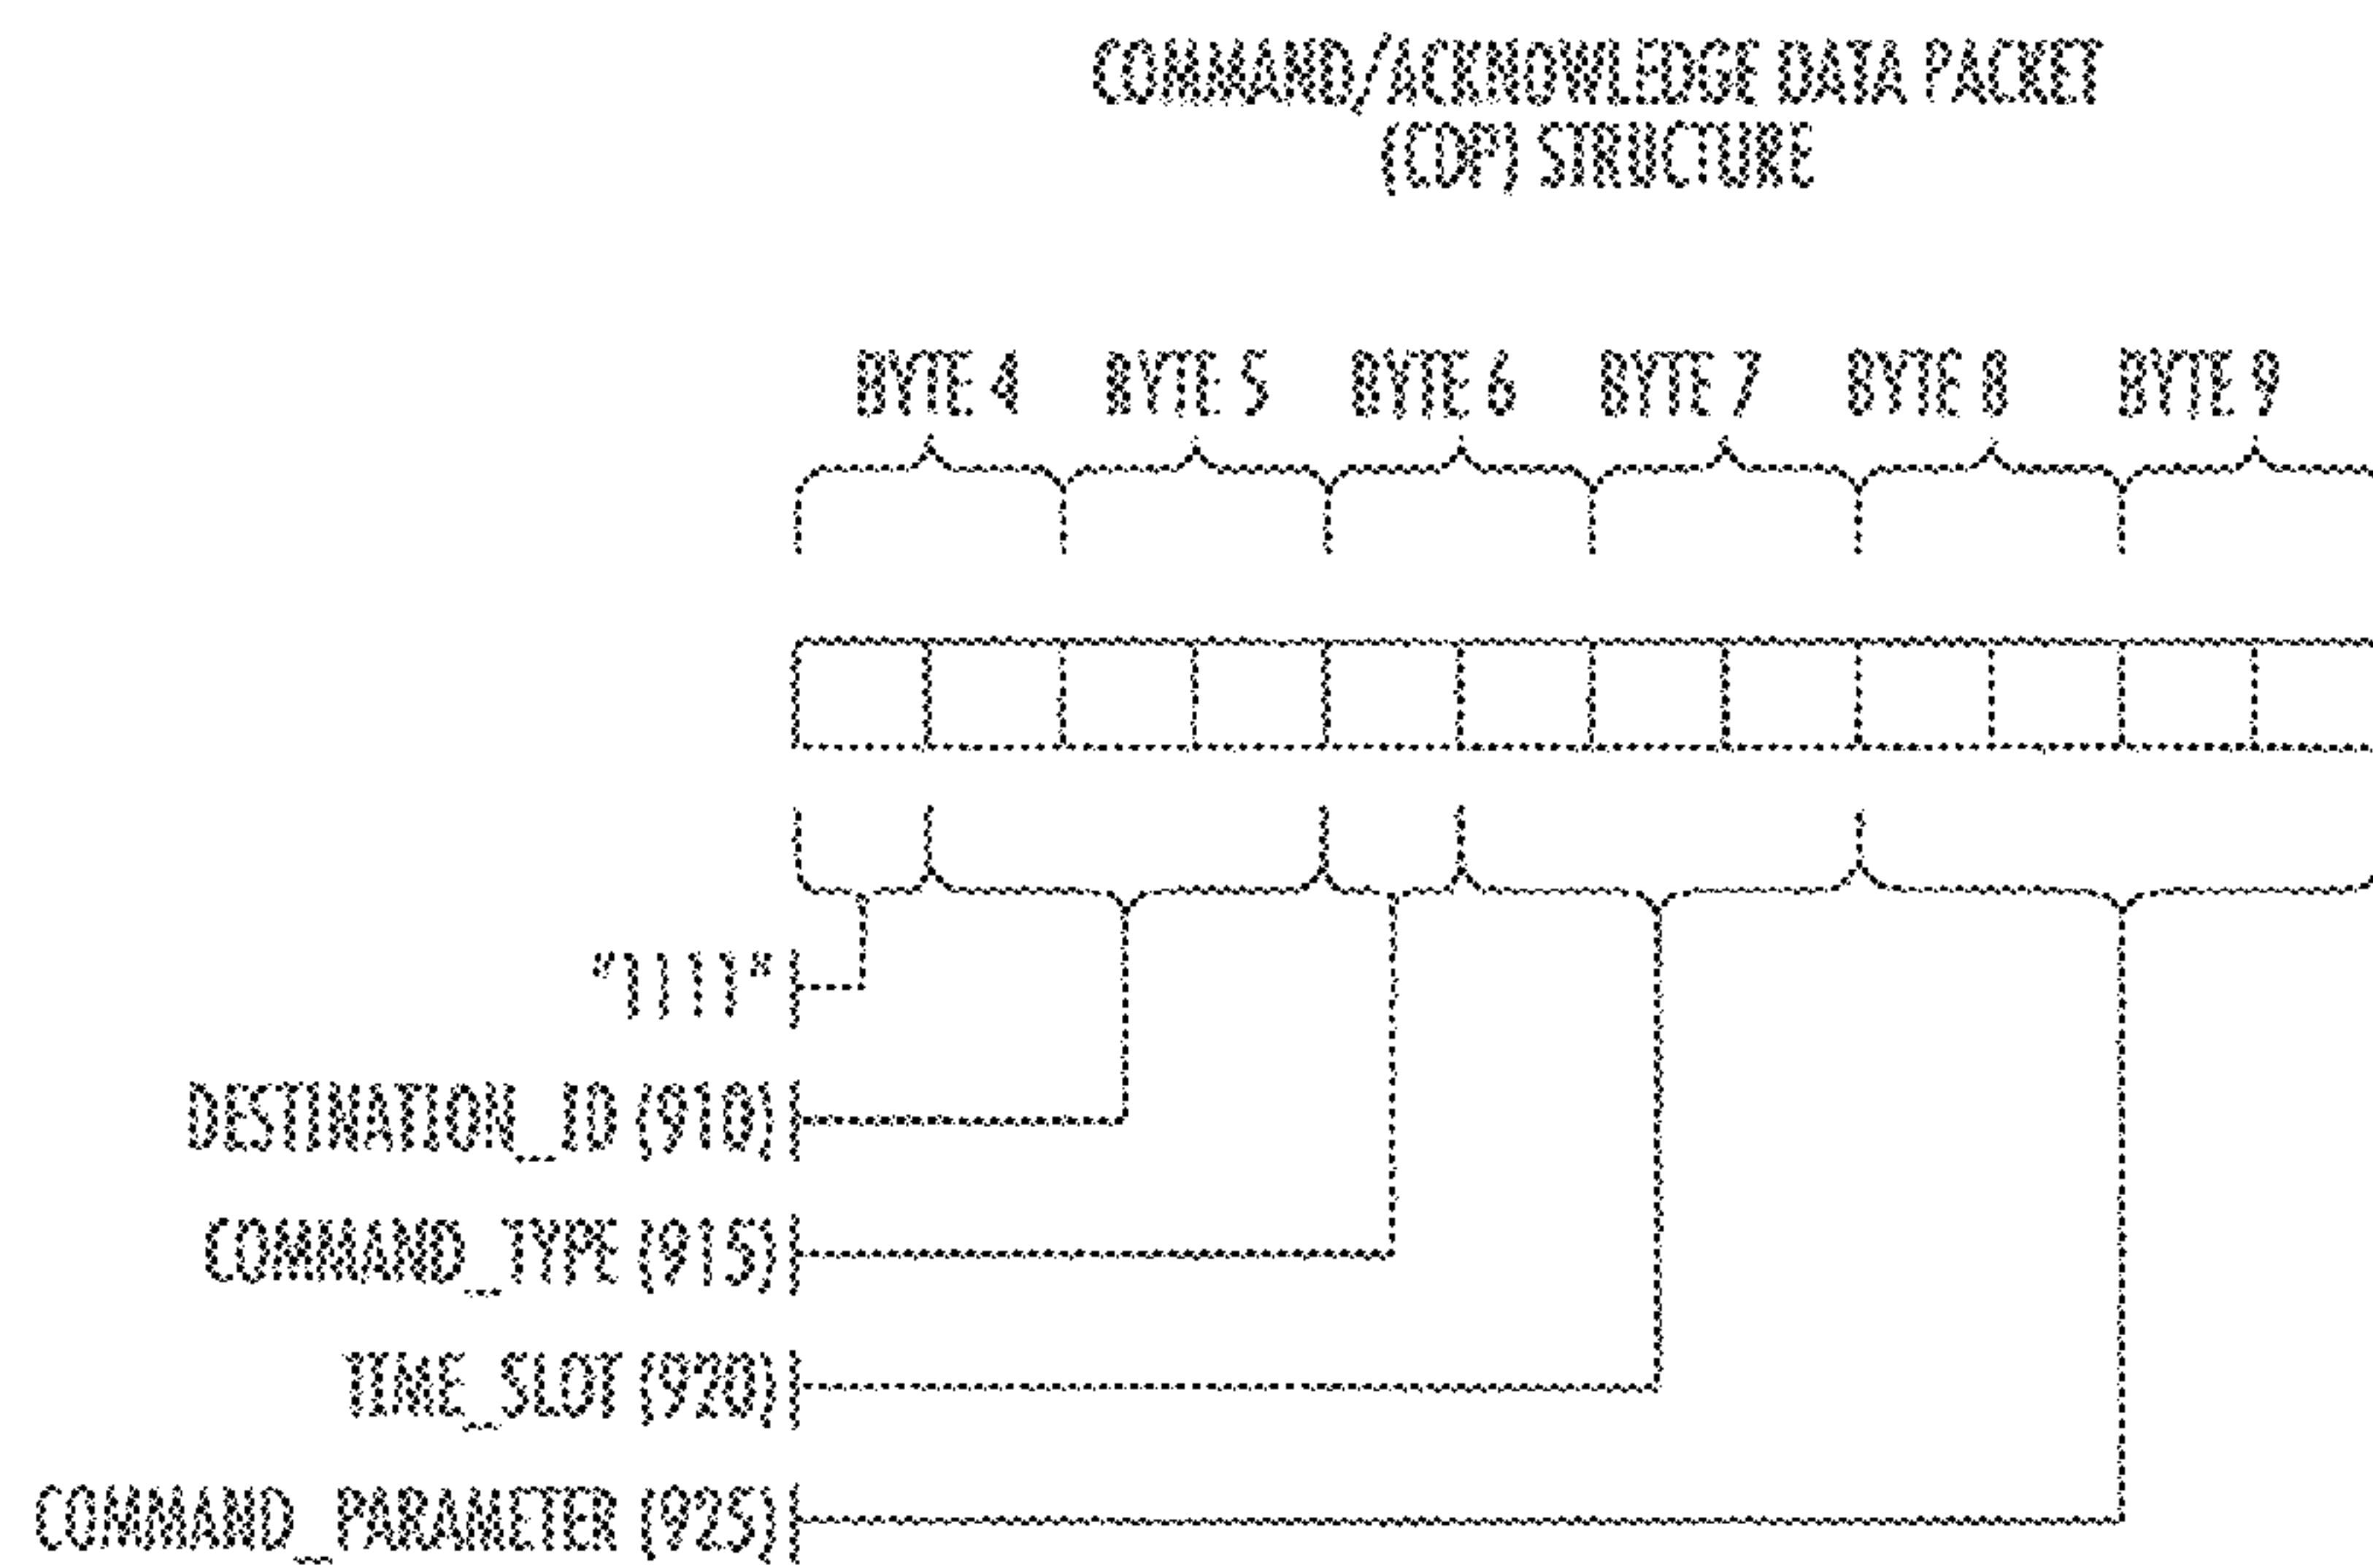 COMMAND/ACKNOWLEDGE DATA PACKET
(CDP) STRUCTURE
BYTE 4 BYTE 5 BYTE 6 BYTE 7 BYTE 8 BYTE 9
"1111"
DESTINATION_ID (910)
COMMAND_TYPE (915)
TIME_SLOT (920)
COMMAND_PARAMETER (925)